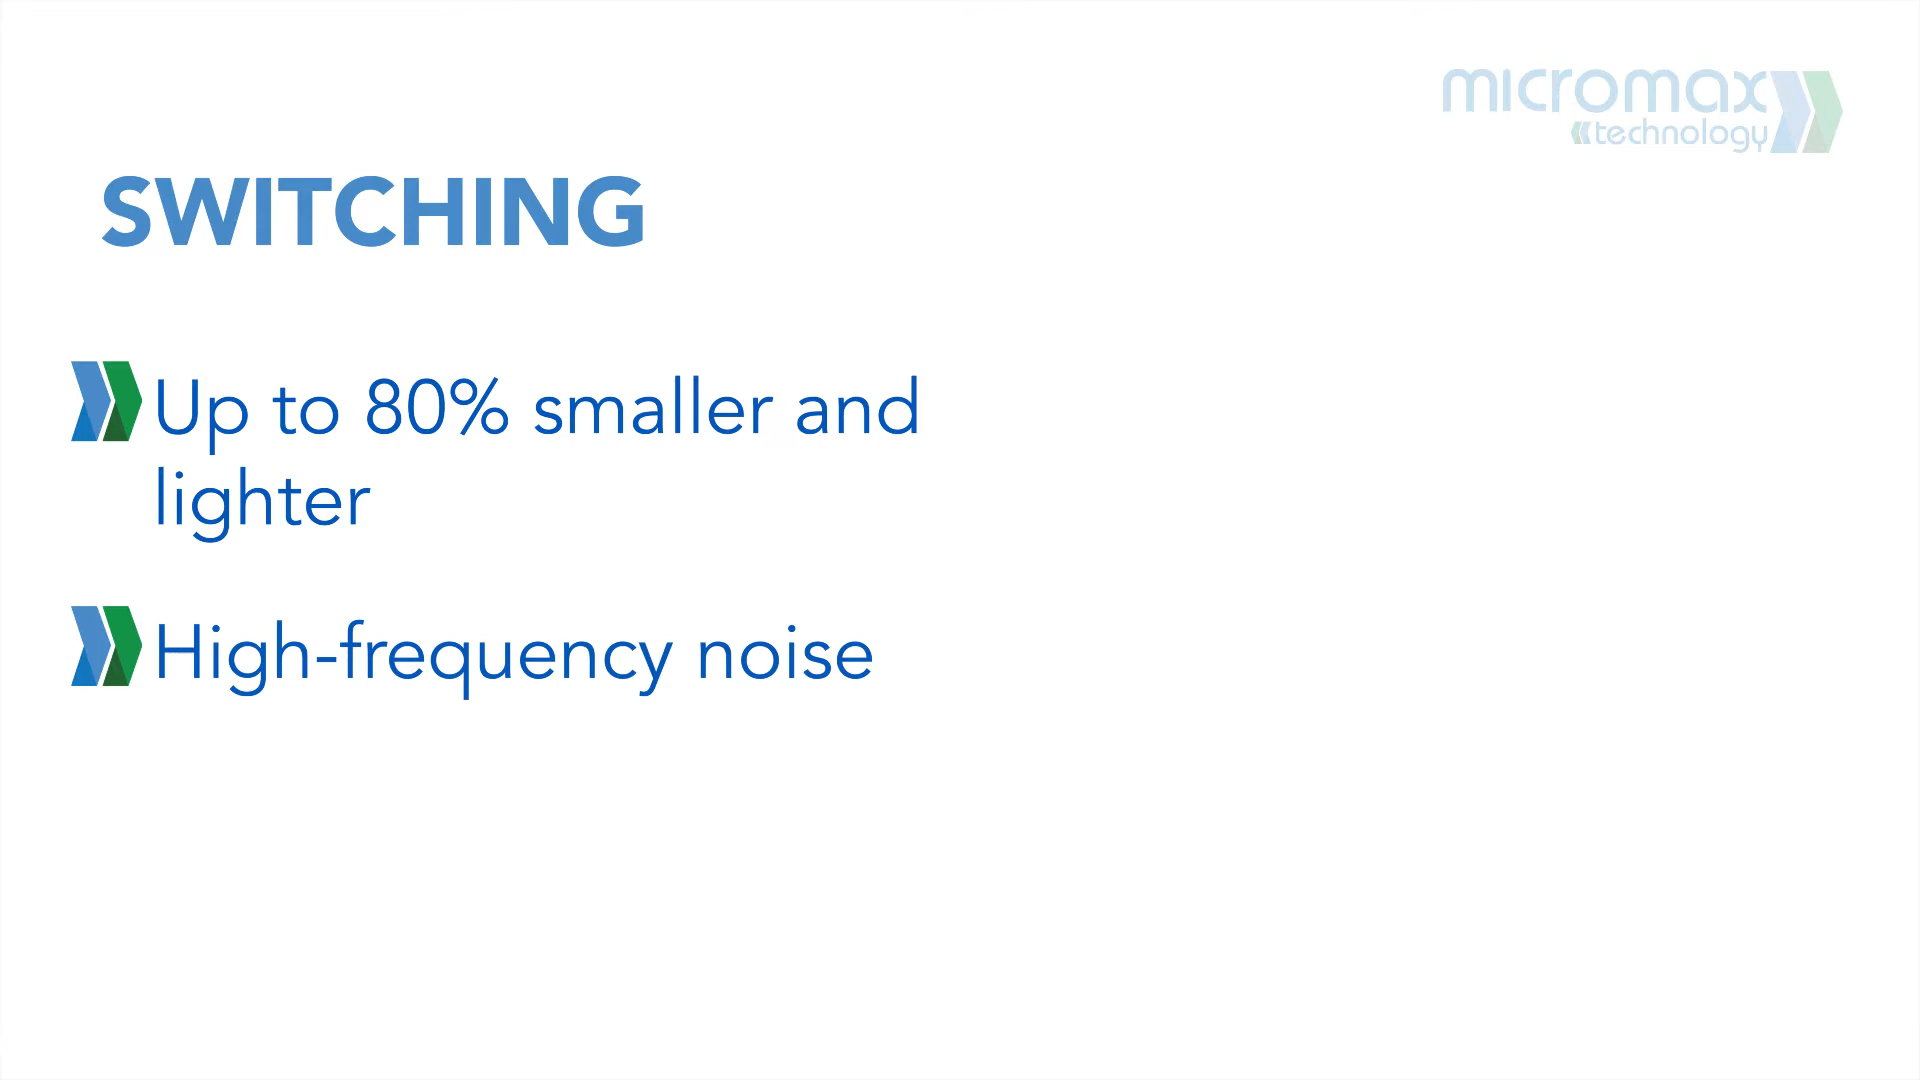 micromax
technology
SWITCHING
Up to 80% smaller and
lighter
High-frequency noise